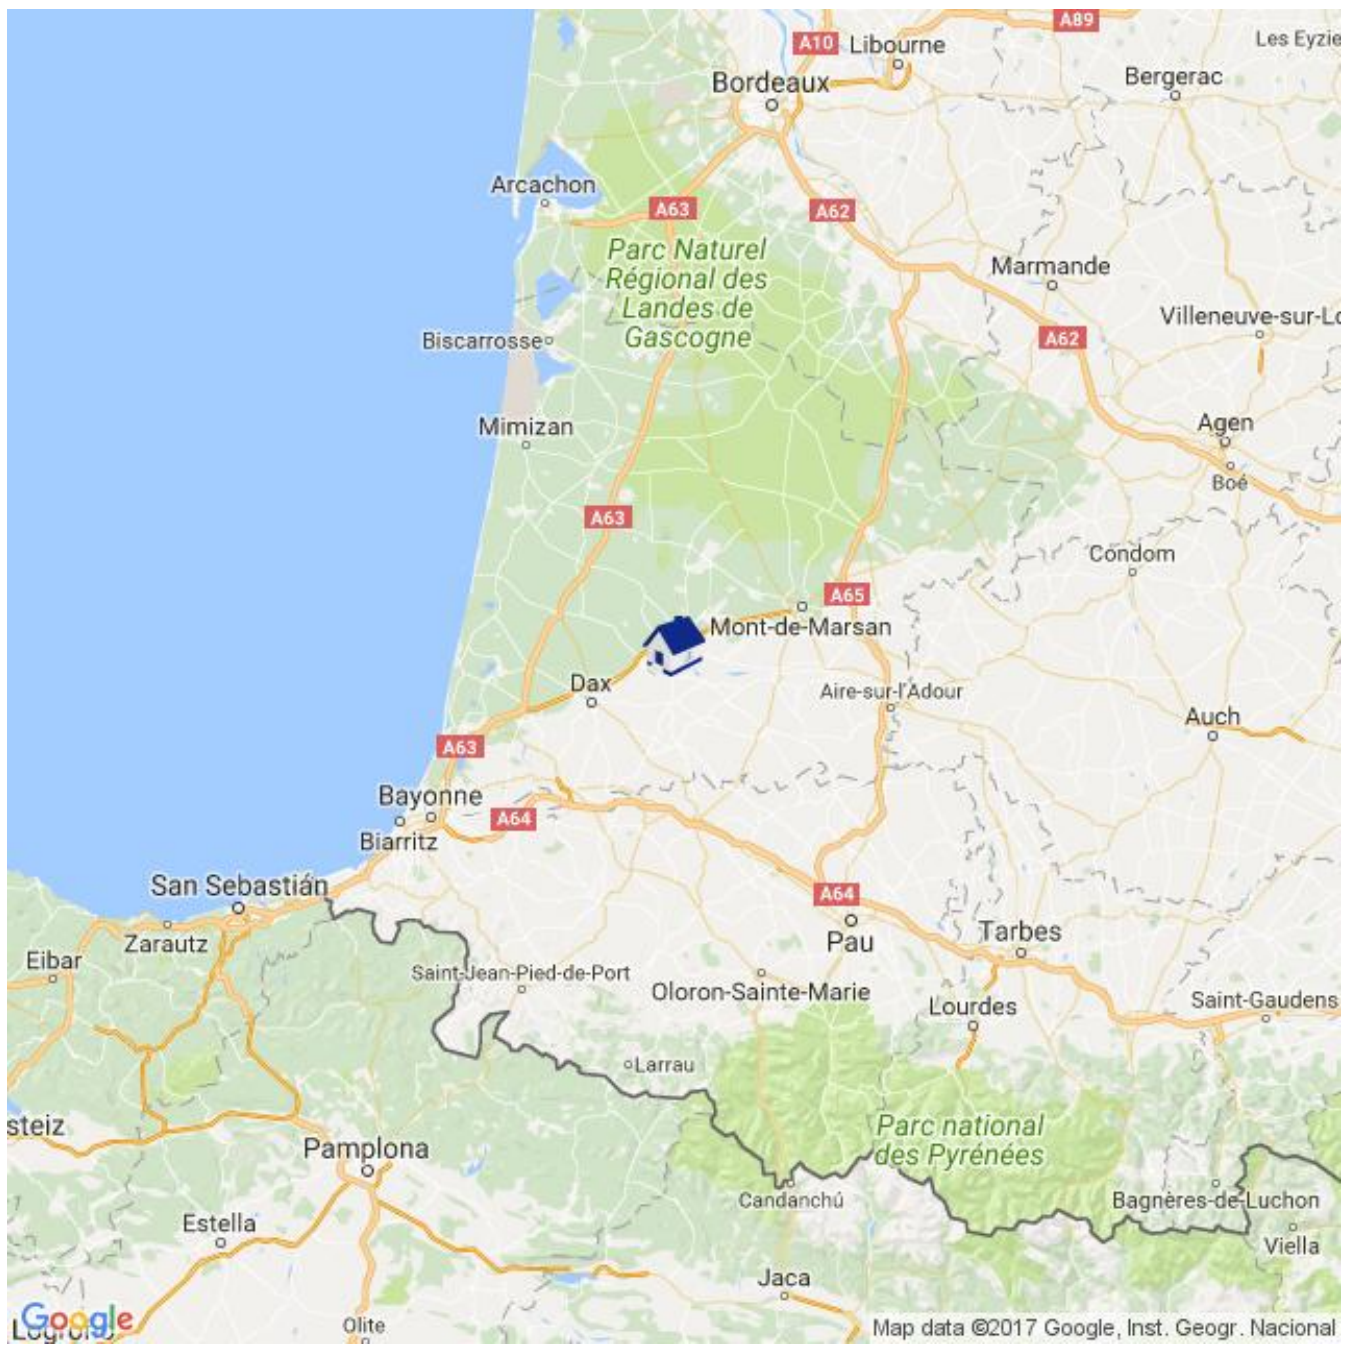 A89
A10
Libourne
Les Eyzie
Bordeaux
Bergerac
Arcachon
A63
A62
Parc Naturel
Régional des
Landes de
Gascogne
Marmande
Villeneuve-sur-Lo
Biscarrosse
A62
Mimizan
Agen
Boé
A63
Condom
A65
Mont-de-Marsan
Dax
Aire-sur-l'Adour
Auch
A63
Bayonne
A64
Biarritz
San Sebastián
A64
Zarautz
Pau
Tarbes
Eibar
Saint-Jean-Pied-de-Port
Oloron-Sainte-Marie
Lourdes
Saint-Gaudens
Larrau
steiz
Parc national
des Pyrénées
Pamplona
Candanchú
Bagnères-de-Luchon
Estella
Viella
Jaca
Google
Olite
Map data ©2017 Google, Inst. Geogr. Nacional